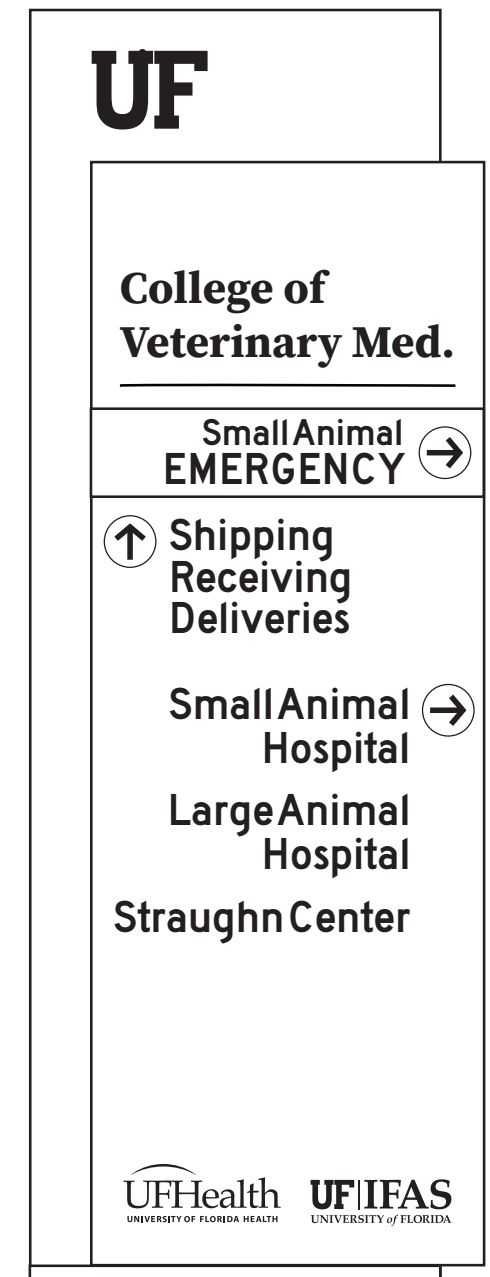 UF
College of
Veterinary Med.
Small Animal
EMERGENCY
Shipping
Receiving
Deliveries
Small Animal
Hospital
Large Animal
Hospital
Straughn Center
UFHealth
UNIVERSITY OF FLORIDA HEALTH
UF|IFAS
UNIVERSITY of FLORIDA